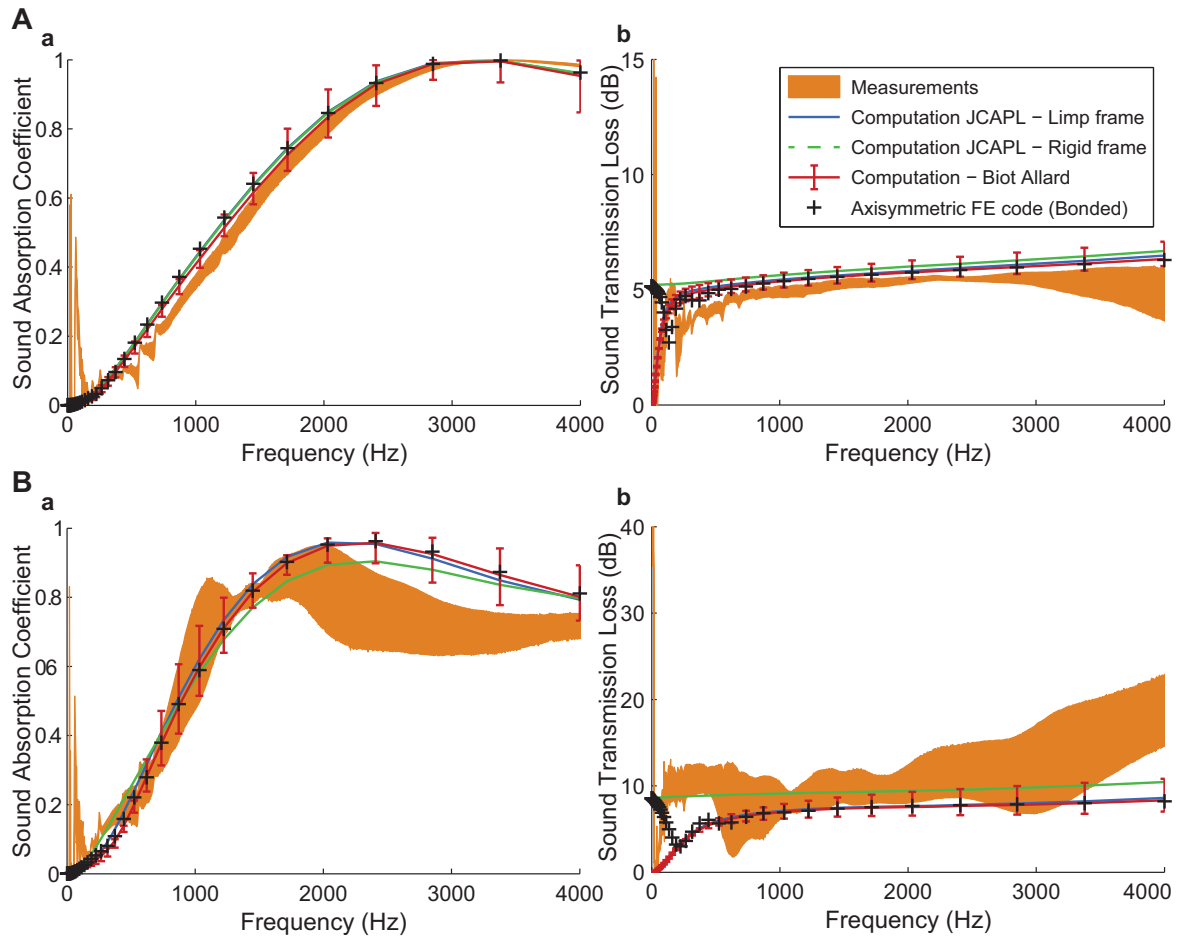 A
a
b
1
0.8
0.6
0.4
0.2
0
Sound Absorption Coefficient
0 1000 2000 3000 4000
Frequency (Hz)
15
10
5
0
Sound Transmission Loss (dB)
Measurements
Computation JCAPL − Limp frame
Computation JCAPL − Rigid frame
Computation − Biot Allard
Axisymmetric FE code (Bonded)
0 1000 2000 3000 4000
Frequency (Hz)
B
a
b
1
0.8
06
0.4
0.2
0
Sound Absorption Coefficient
0 1000 2000 3000 4000
Frequency (Hz)
40
30
20
10
0
Sound Transmission Loss (dB)
0 1000 2000 3000 4000
Frequency (Hz)